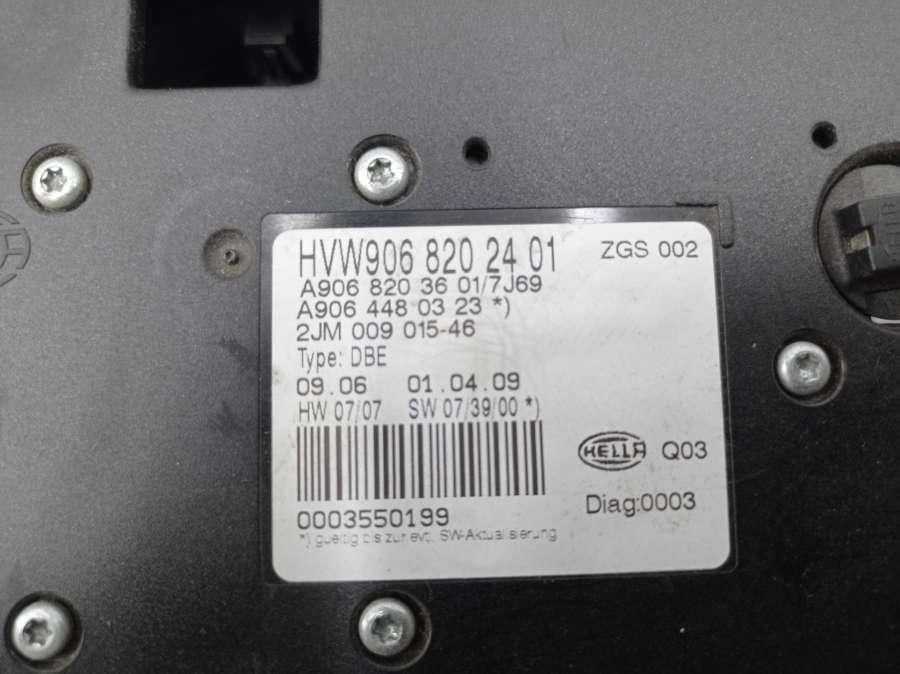 HVW906 820 24 01
ZGS 002
A906 820 36 01/7J69
A906 448 03 23 *)
2JM 009 015-46
Type: DBE
09.06 01.04.09
HW 07/07 SW 07/39/00 *)
HELLA Q03
Diag:0003
0003550199
*) gueltig bis zur evtl. SW-Aktualisierung